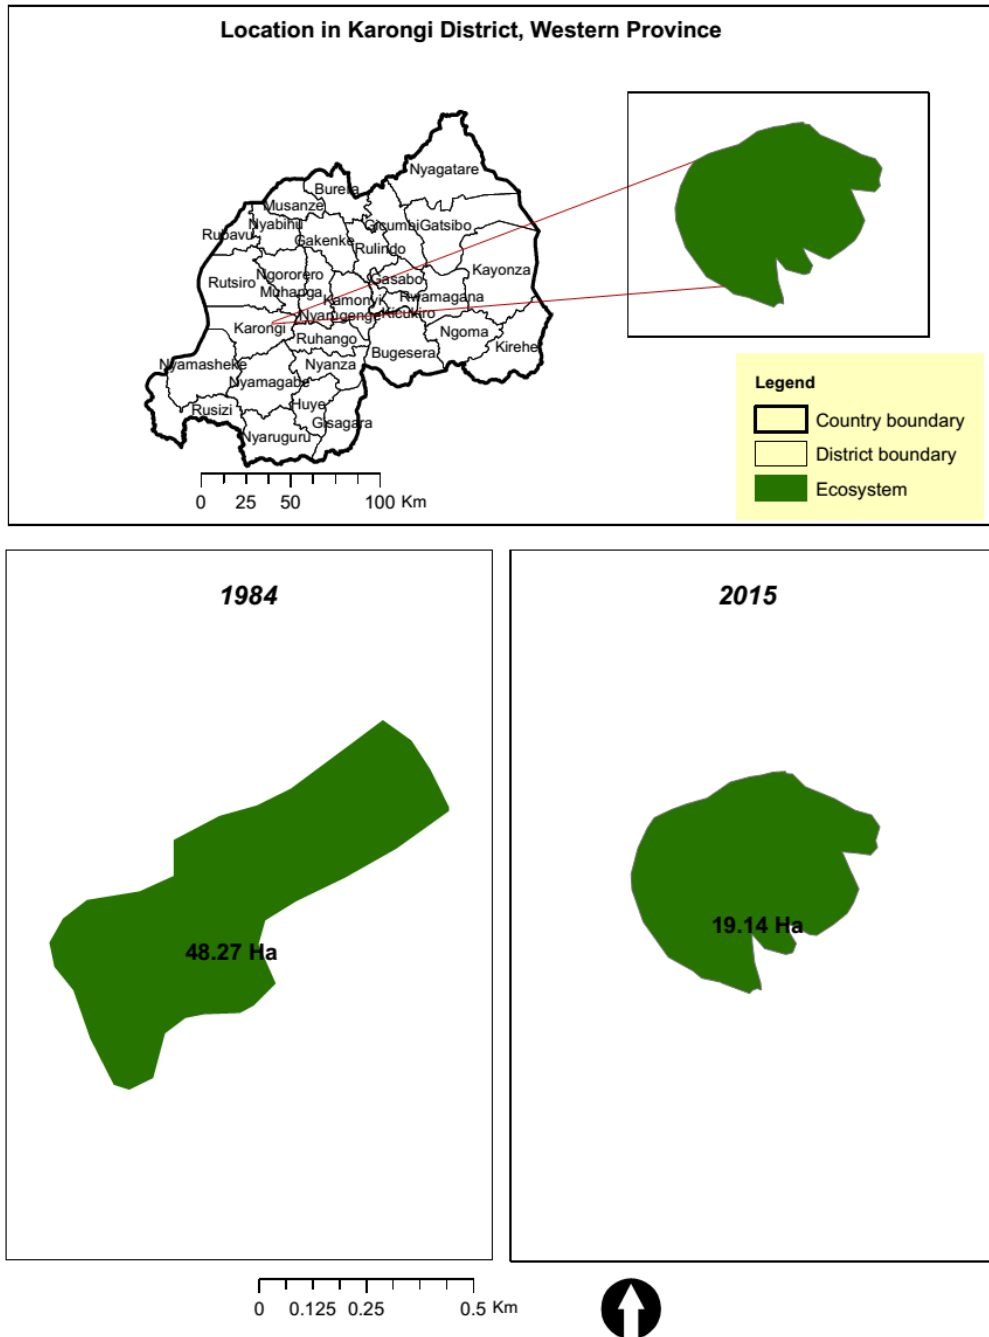 Location in Karongi District, Western Province
Nyagatare
Burera
Musanze
Nyabihu
Gicumbi
Gatsibo
Rubavu
Gakenke
Rulindo
Ngororero
Gasabo
Kayonza
Rutsiro
Muhanga
Kamonyi
Rwamagana
Nyarugenge
Kicukiro
Karongi
Ruhango
Ngoma
Bugesera
Kirehe
Nyamasheke
Nyanza
Nyamagabe
Rusizi
Huye
Gisagara
Nyaruguru
0 25 50 100 Km
Legend
Country boundary
District boundary
Ecosystem
1984
48.27 Ha
2015
19.14 Ha
0 0.125 0.25 0.5 Km